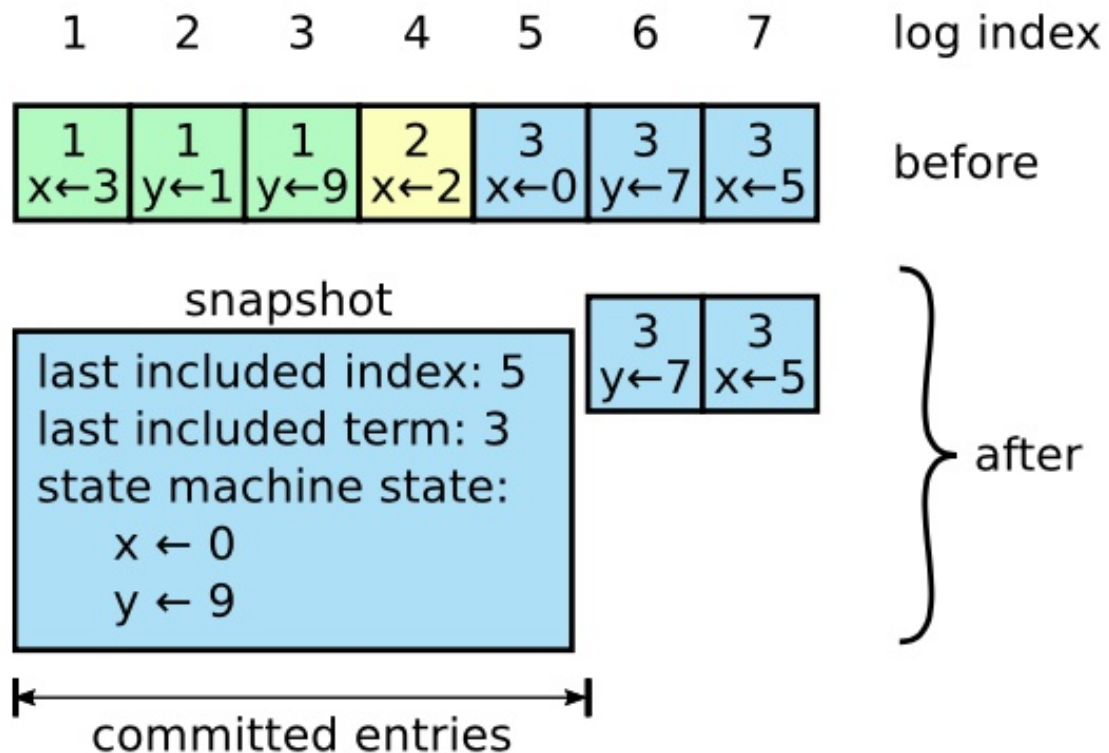 1 2 3 4 5 6 7 log index
1 1 1 2 3 3 3
x←3 y←1 y←9 x←2 x←0 y←7 x←5
before
snapshot
3 3
y←7 x←5
last included index: 5
last included term: 3
state machine state:
x ← 0
y ← 9
after
committed entries